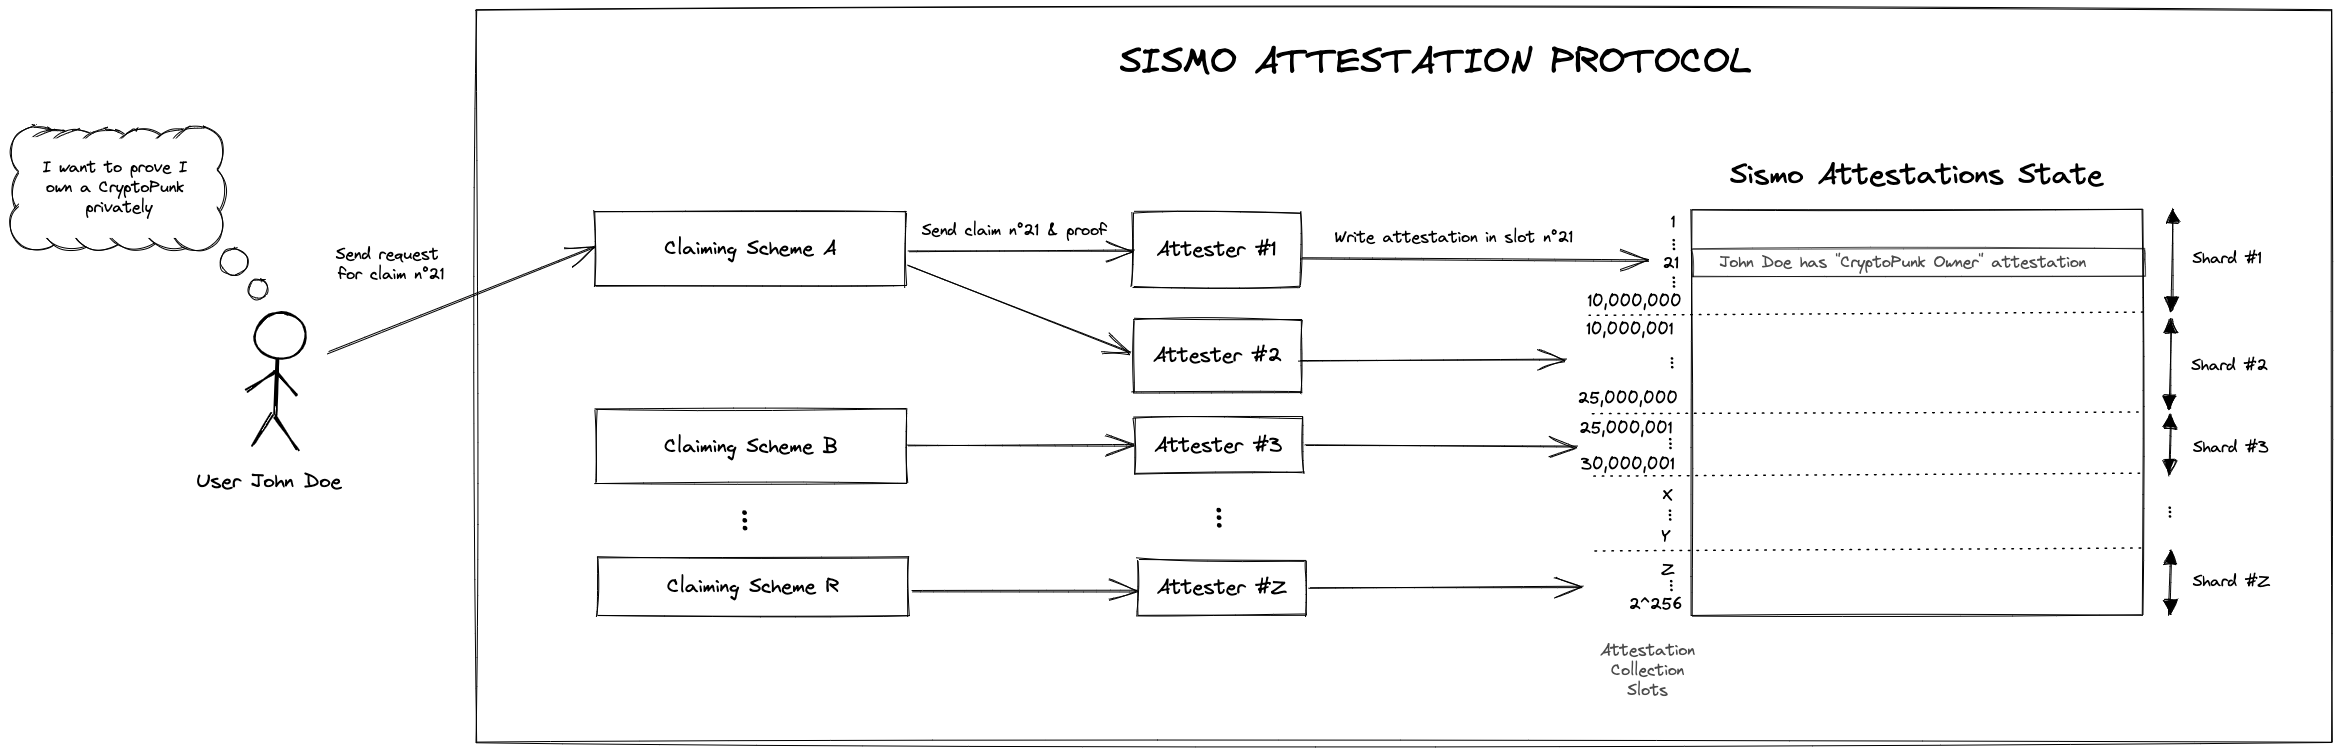 SISMO ATTESTATION PROTOCOL
I want to prove I
own a CryptoPunk
privately
User John Doe
Send request
for claim n°21
Claiming Scheme A
Send claim n°21 & proof
Attester #1
Write attestation in slot n°21
Attester #2
Claiming Scheme B
Attester #3
Claiming Scheme R
Attester #Z
Sismo Attestations State
1
...
21
John Doe has "CryptoPunk Owner" attestation
...
10,000,000
Shard #1
10,000,001
...
25,000,000
Shard #2
25,000,001
...
30,000,001
Shard #3
X
...
Y
...
Z
...
2^256
Shard #Z
Attestation
Collection
Slots